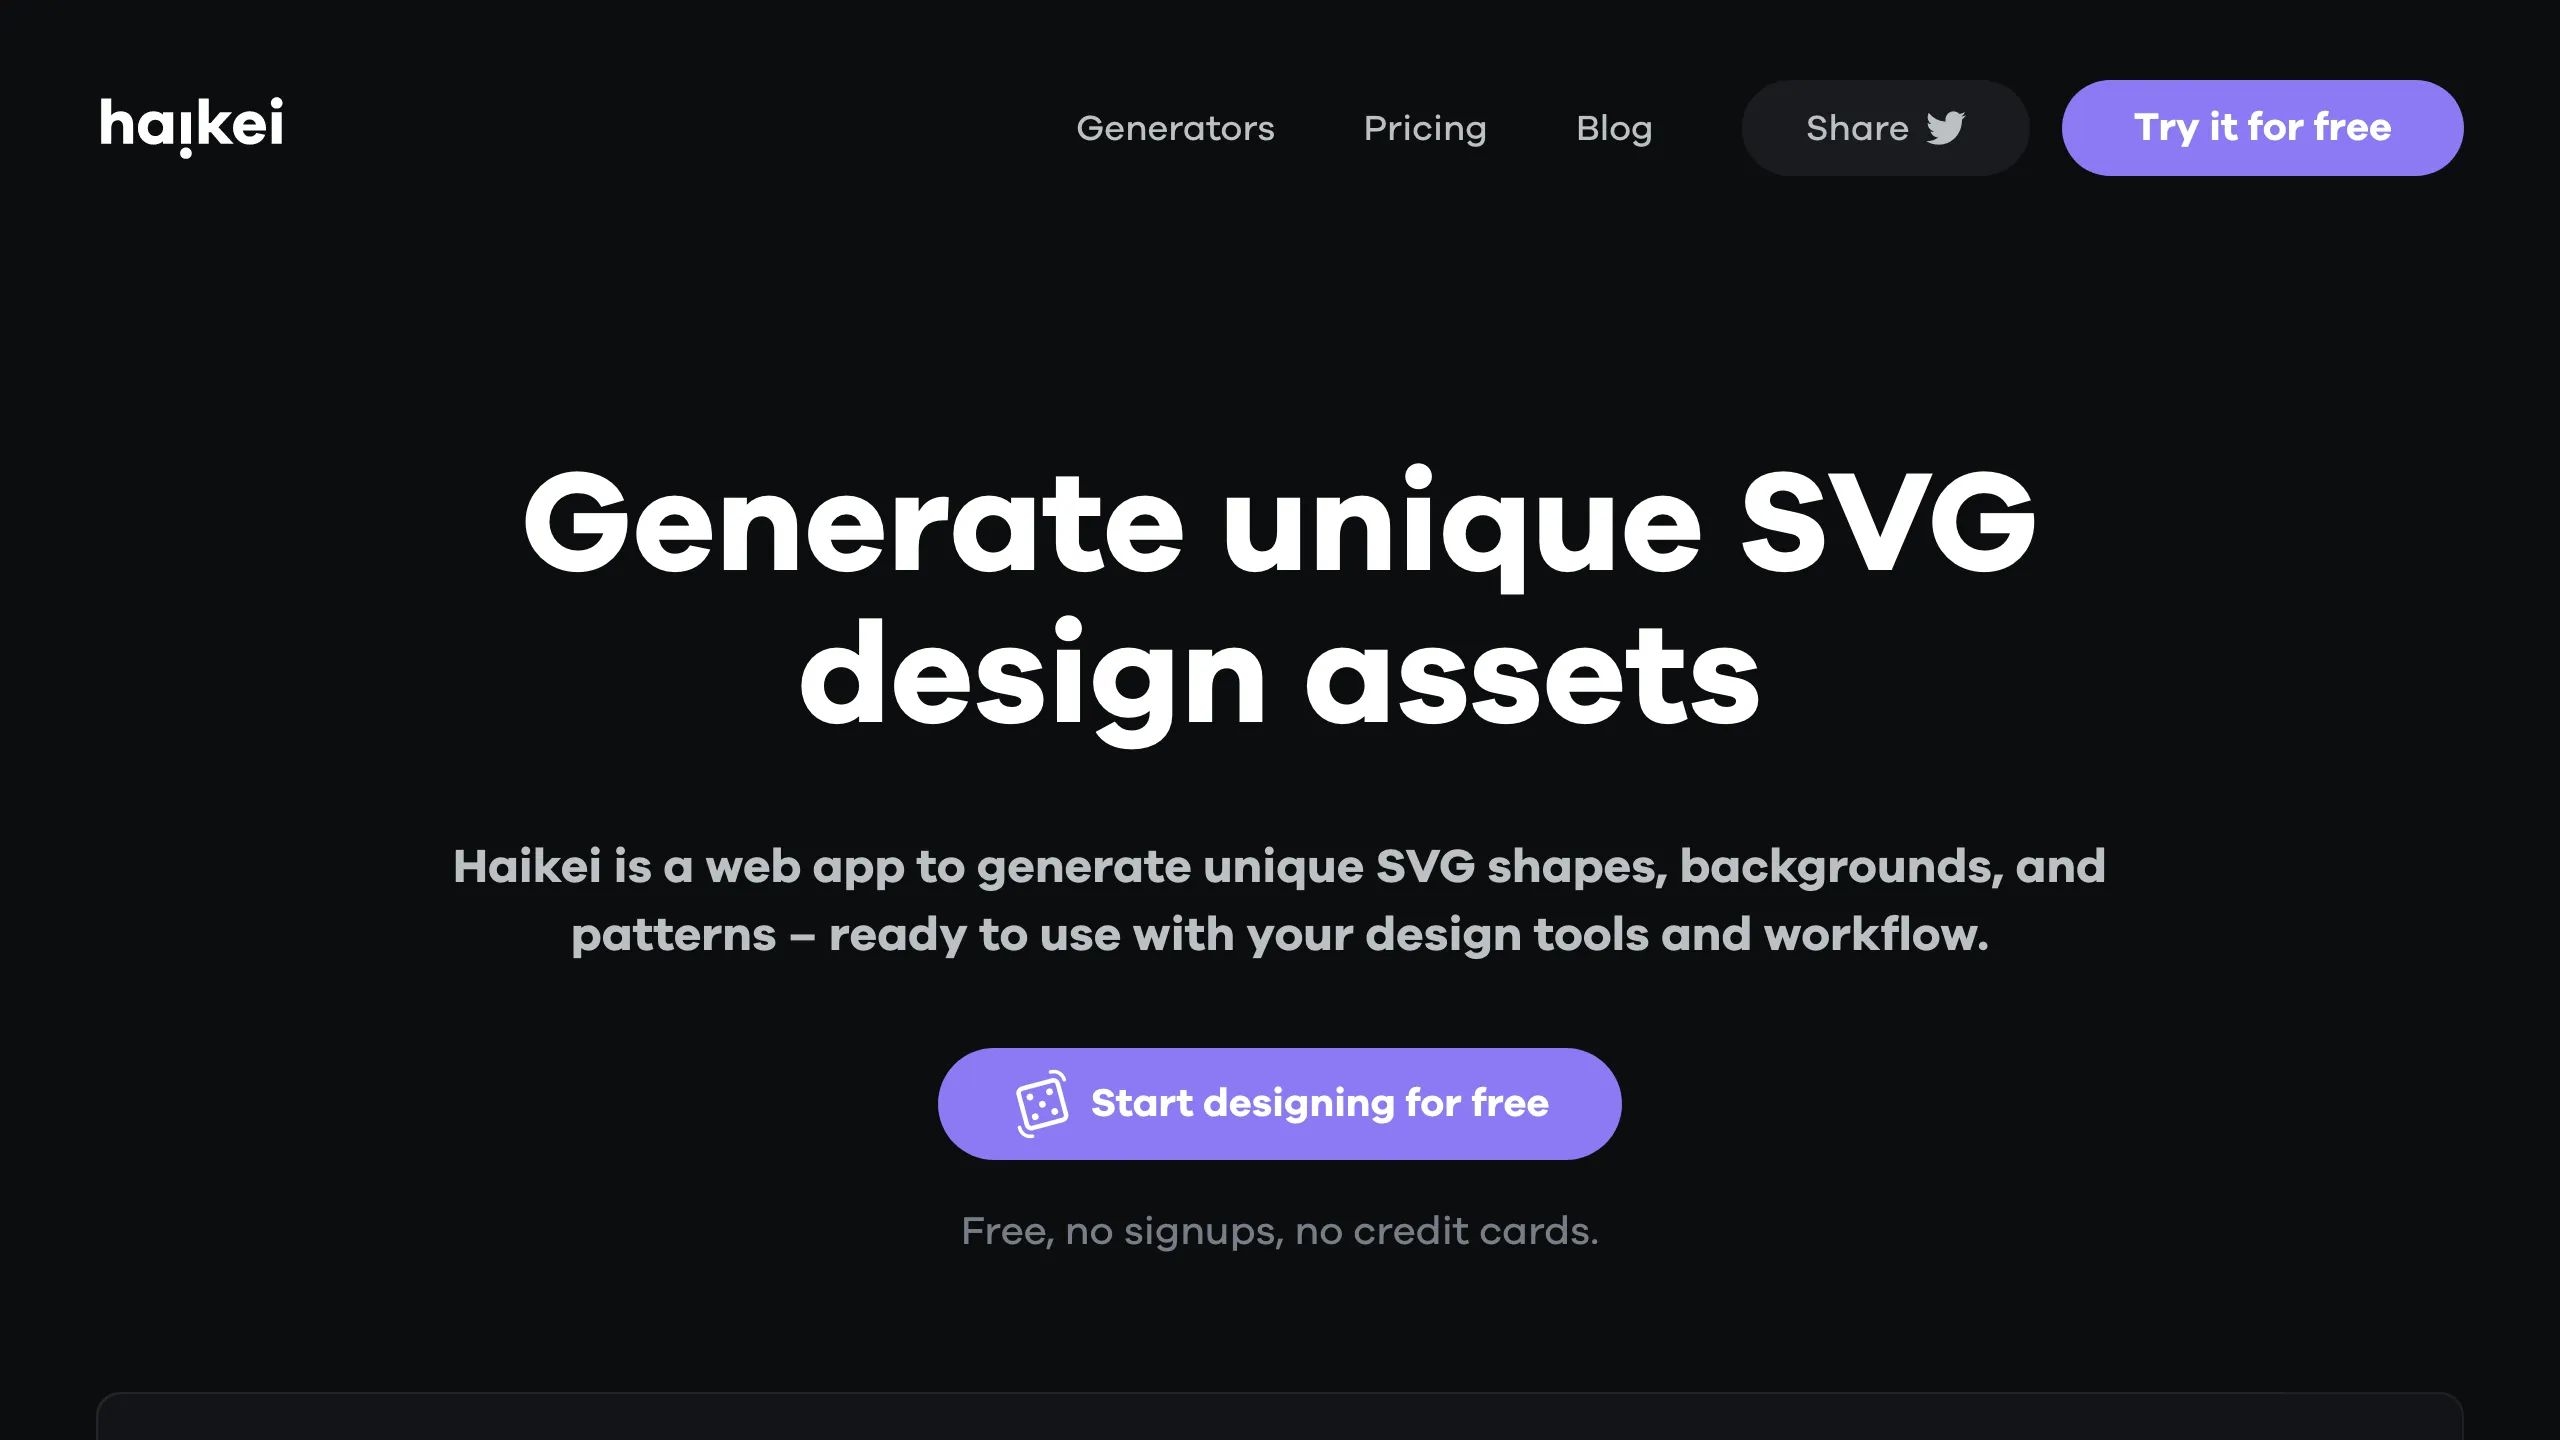 haikei
Generators
Pricing
Blog
Share
Try it for free
Generate unique SVG
design assets
Haikei is a web app to generate unique SVG shapes, backgrounds, and
patterns – ready to use with your design tools and workflow.
Start designing for free
Free, no signups, no credit cards.